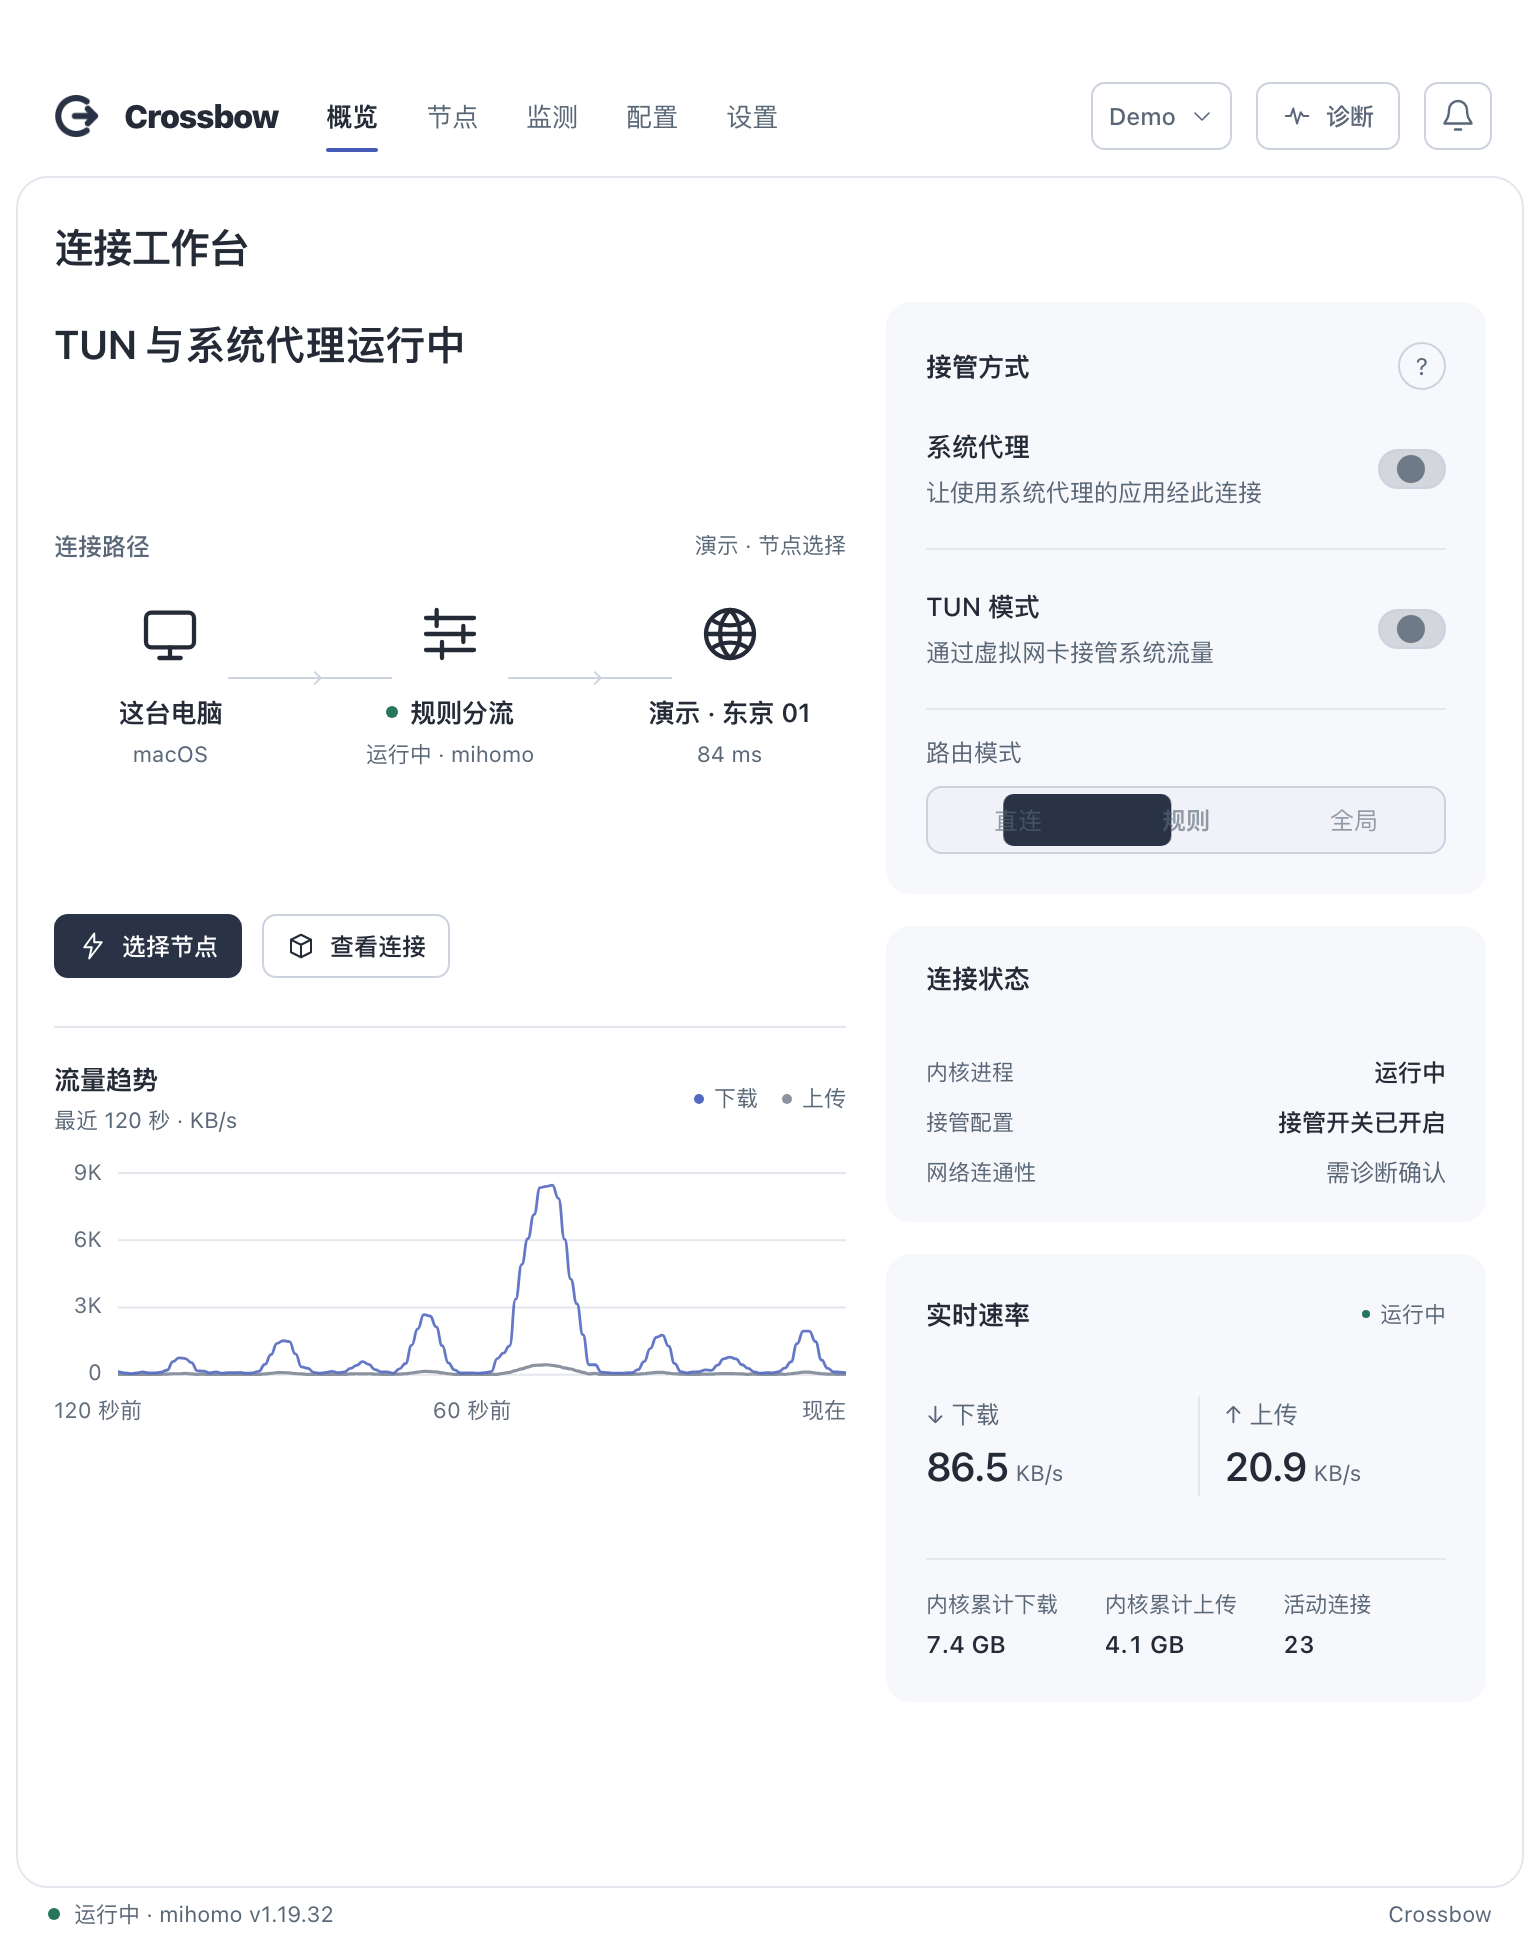 Crossbow 概览 节点 监测 配置 设置 Demo 诊断
连接工作台
TUN 与系统代理运行中
连接路径 演示 · 节点选择
这台电脑 规则分流 演示 · 东京 01
macOS 运行中 · mihomo 84 ms
选择节点 查看连接
流量趋势
最近 120 秒 · KB/s
下载 上传
9K
6K
3K
0
120 秒前 60 秒前 现在
接管方式 ?
系统代理
让使用系统代理的应用经此连接
TUN 模式
通过虚拟网卡接管系统流量
路由模式
直连 规则 全局
连接状态
内核进程 运行中
接管配置 接管开关已开启
网络连通性 需诊断确认
实时速率 运行中
↓ 下载 ↑ 上传
86.5 KB/s 20.9 KB/s
内核累计下载 内核累计上传 活动连接
7.4 GB 4.1 GB 23
运行中 · mihomo v1.19.32 Crossbow